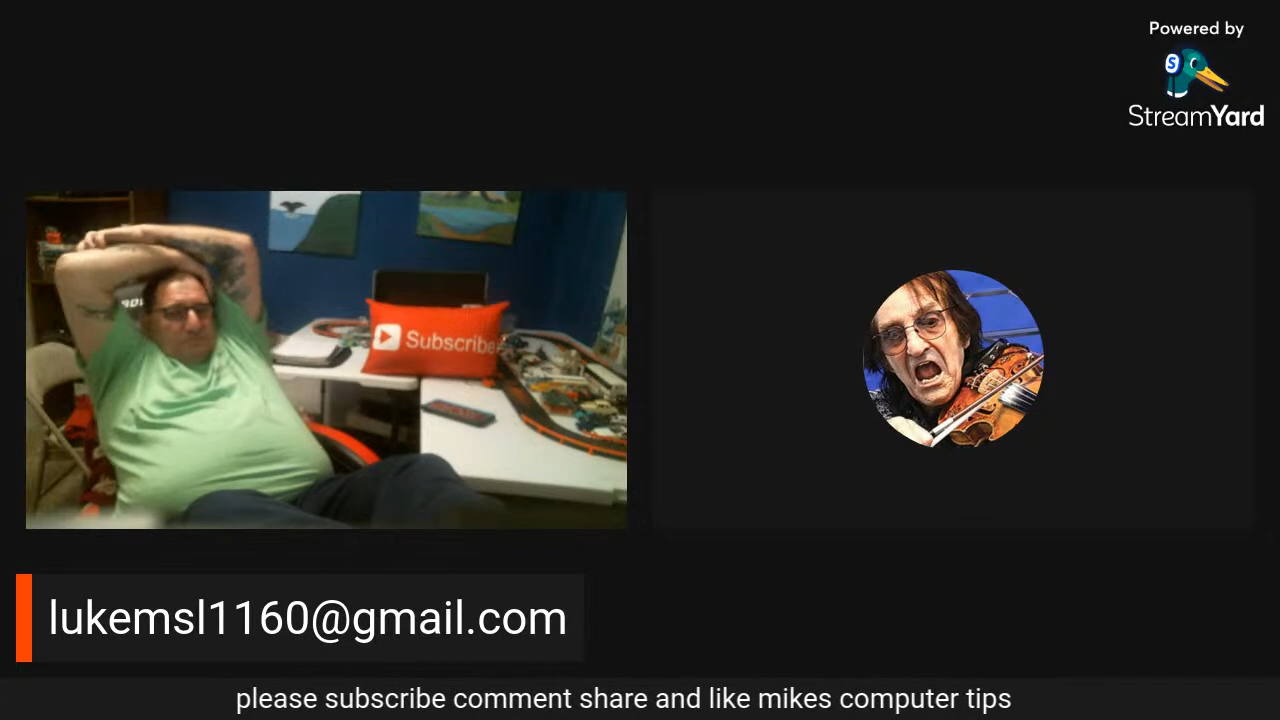 Powered by
StreamYard
Subscribe
lukemsl1160@gmail.com
please subscribe comment share and like mikes computer tips